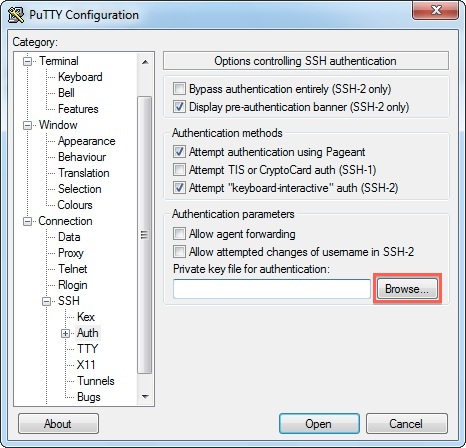 PuTTY Configuration
Category:
Terminal
Keyboard
Bell
Features
Window
Appearance
Behaviour
Translation
Selection
Colours
Connection
Data
Proxy
Telnet
Rlogin
SSH
Kex
Auth
TTY
X11
Tunnels
Bugs
Options controlling SSH authentication
Bypass authentication entirely (SSH-2 only)
Display pre-authentication banner (SSH-2 only)
Authentication methods
Attempt authentication using Pageant
Attempt TIS or CryptoCard auth (SSH-1)
Attempt "keyboard-interactive" auth (SSH-2)
Authentication parameters
Allow agent forwarding
Allow attempted changes of username in SSH-2
Private key file for authentication:
Browse...
About
Open
Cancel